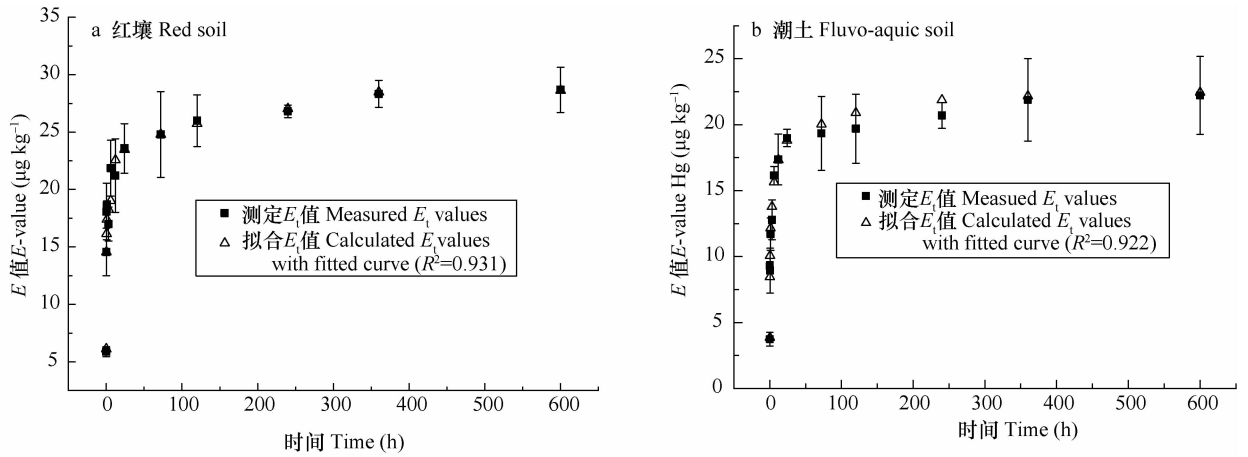 a 红壤 Red soil
35
30
25
20
15
10
5
E 值E-value (μg kg⁻¹)
测定Eₜ值 Measured Eₜ values
拟合Eₜ值 Calculated Eₜ values
with fitted curve (R²=0.931)
0 100 200 300 400 500 600
时间 Time (h)
b 潮土 Fluvo-aquic soil
25
20
15
10
5
0
E 值E-value Hg (μg kg⁻¹)
测定Eₜ值 Measured Eₜ values
拟合Eₜ值 Calculated Eₜ values
with fitted curve (R²=0.922)
0 100 200 300 400 500 600
时间 Time (h)